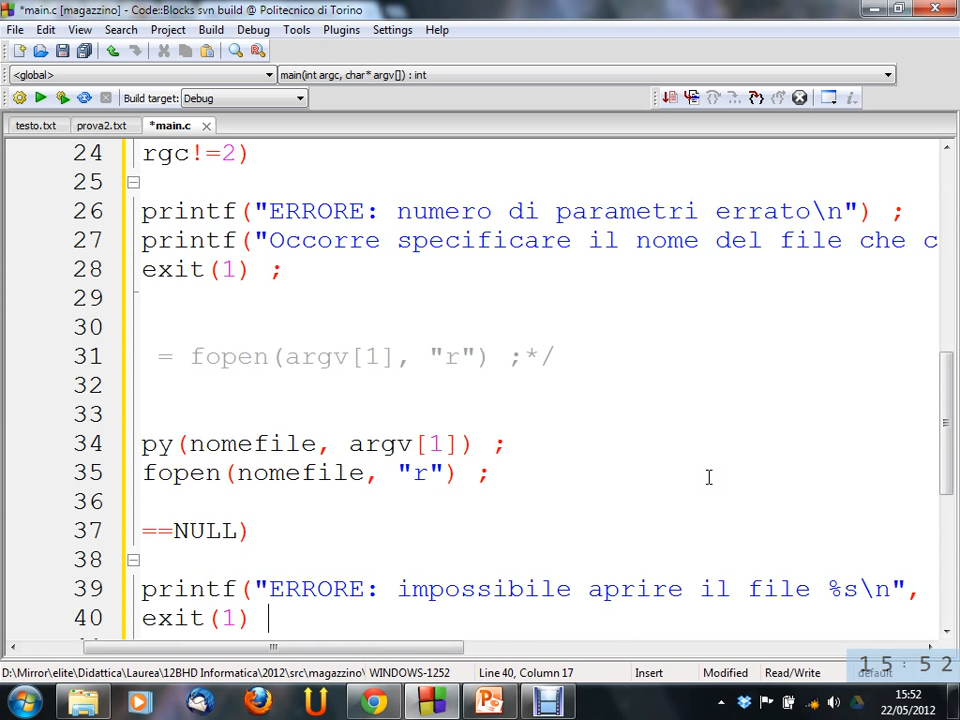 *main.c [magazzino] - Code::Blocks svn build @ Politecnico di Torino
File Edit View Search Project Build Debug Tools Plugins Settings Help
<global> main(int argc, char* argv[]) : int
Build target: Debug
testo.txt prova2.txt *main.c
24 rgc!=2)
25
26 printf("ERRORE: numero di parametri errato\n") ;
27 printf("Occorre specificare il nome del file che c
28 exit(1) ;
29
30
31 = fopen(argv[1], "r") ;*/
32
33
34 py(nomefile, argv[1]) ;
35 fopen(nomefile, "r") ;
36
37 ==NULL)
38
39 printf("ERRORE: impossibile aprire il file %s\n",
40 exit(1)
D:\Mirror\elite\Didattica\Laurea\12BHD Informatica\2012\src\magazzino\ WINDOWS-1252 Line 40, Column 17 Insert Modified Read/Write default
15:52
15:52
22/05/2012